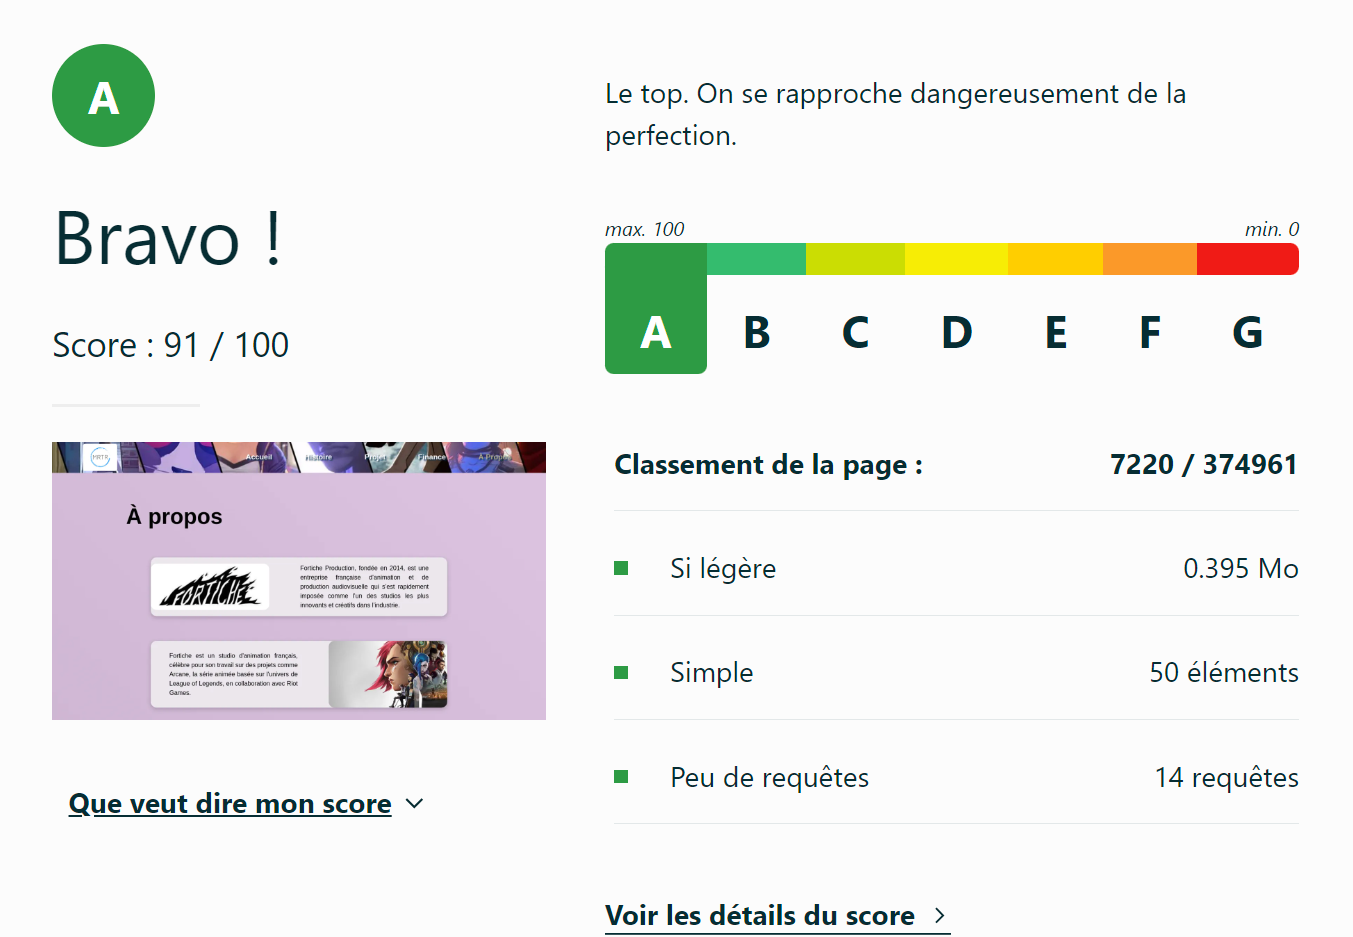 A
Bravo !
Score : 91 / 100
MRTR
Accueil
Histoire
Projet
Finance
À Propos
À propos
FORTICHE
Fortiche Production, fondée en 2014, est une
entreprise française d'animation et de
production audiovisuelle qui s'est rapidement
imposée comme l'un des studios les plus
innovants et créatifs dans l'industrie.
Fortiche est un studio d'animation français,
célèbre pour son travail sur des projets comme
Arcane, la série animée basée sur l'univers de
League of Legends, en collaboration avec Riot
Games.
Que veut dire mon score
Le top. On se rapproche dangereusement de la
perfection.
max. 100 min. 0
A B C D E F G
Classement de la page : 7220 / 374961
Si légère 0.395 Mo
Simple 50 éléments
Peu de requêtes 14 requêtes
Voir les détails du score